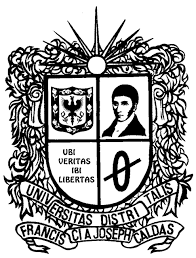 UBI
VERITAS
IBI
LIBERTAS
UNIVERSITAS DISTRITALIS
FRANCISCI A JOSEPH CALDAS